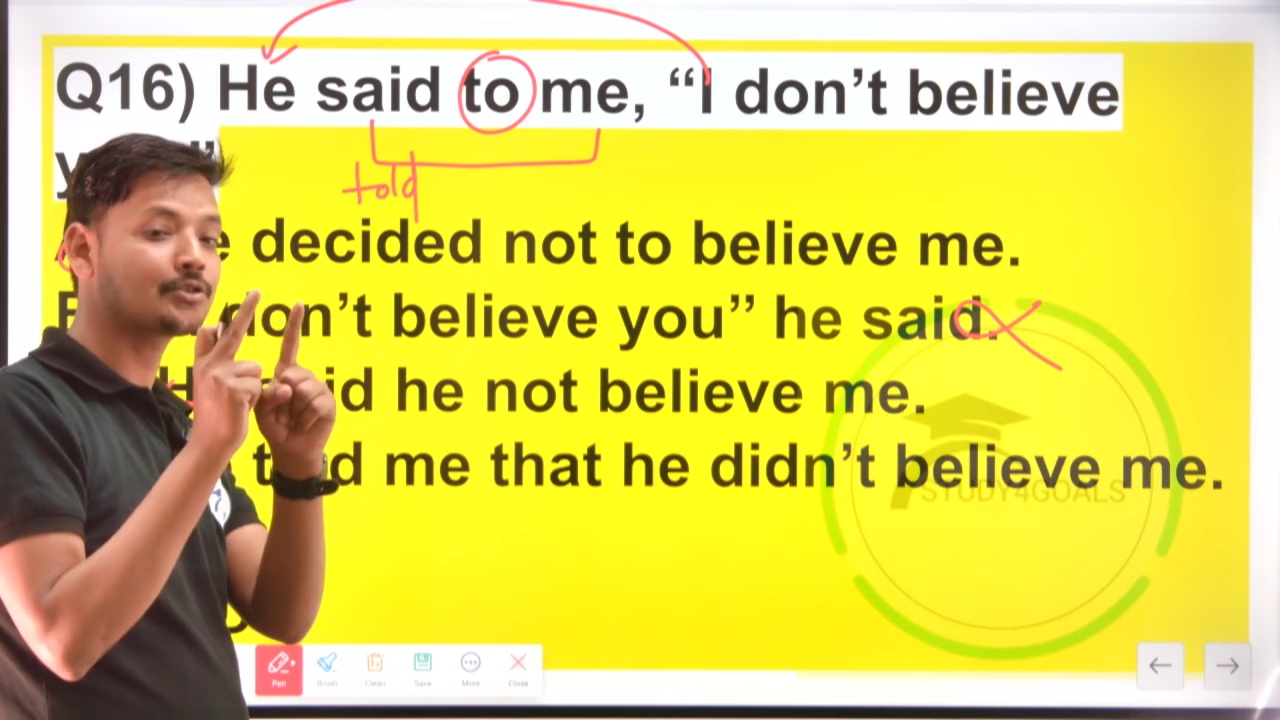 Q16) He said to me, “I don’t believe
told
decided not to believe me.
don’t believe you” he said.
he not believe me.
me that he didn’t believe me.
STUDY4GOALS
Pen
Brush
Clean
Save
More
Close